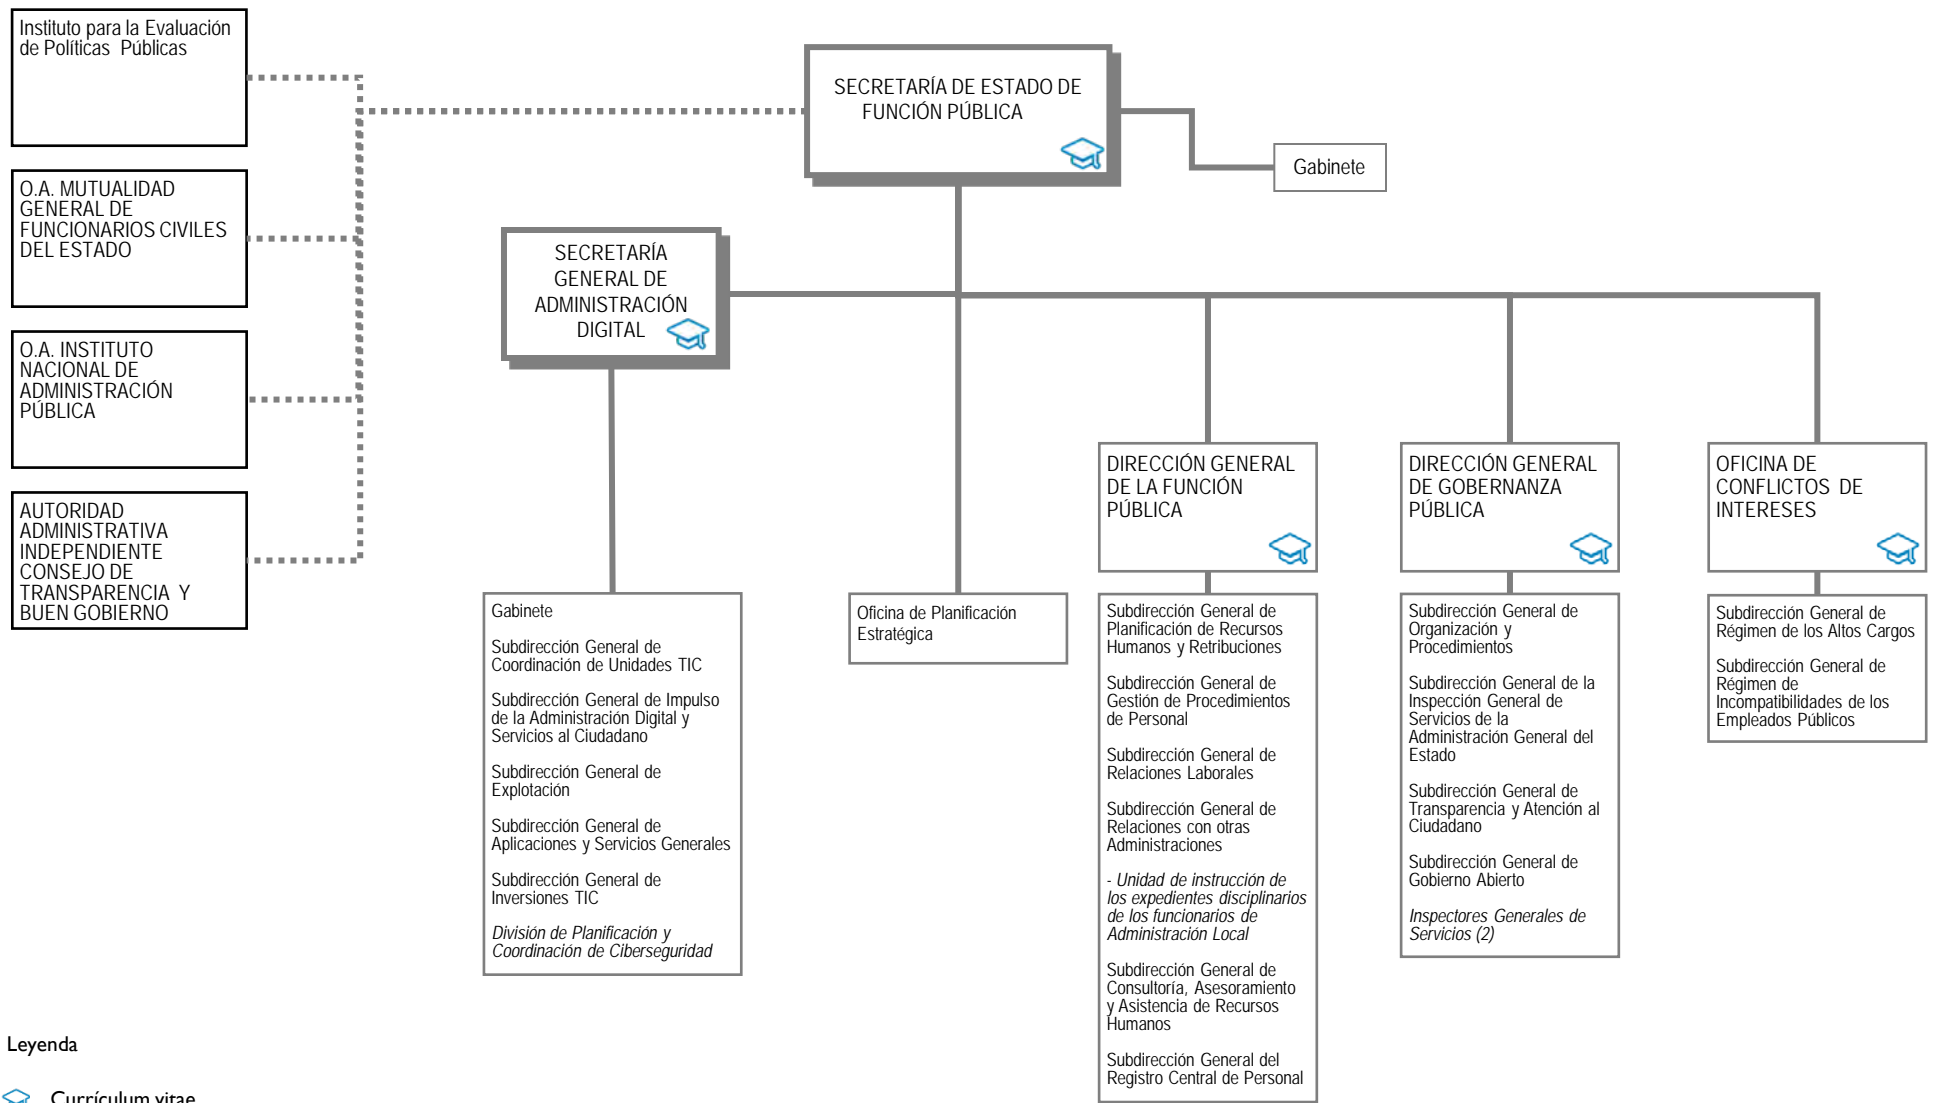 Instituto para la Evaluación
de Políticas Públicas
O.A. MUTUALIDAD
GENERAL DE
FUNCIONARIOS CIVILES
DEL ESTADO
O.A. INSTITUTO
NACIONAL DE
ADMINISTRACIÓN
PÚBLICA
AUTORIDAD
ADMINISTRATIVA
INDEPENDIENTE
CONSEJO DE
TRANSPARENCIA Y
BUEN GOBIERNO
SECRETARÍA DE ESTADO DE
FUNCIÓN PÚBLICA
Gabinete
SECRETARÍA
GENERAL DE
ADMINISTRACIÓN
DIGITAL
Gabinete
Subdirección General de
Coordinación de Unidades TIC
Subdirección General de Impulso
de la Administración Digital y
Servicios al Ciudadano
Subdirección General de
Explotación
Subdirección General de
Aplicaciones y Servicios Generales
Subdirección General de
Inversiones TIC
División de Planificación y
Coordinación de Ciberseguridad
Oficina de Planificación
Estratégica
DIRECCIÓN GENERAL
DE LA FUNCIÓN
PÚBLICA
Subdirección General de
Planificación de Recursos
Humanos y Retribuciones
Subdirección General de
Gestión de Procedimientos
de Personal
Subdirección General de
Relaciones Laborales
Subdirección General de
Relaciones con otras
Administraciones
- Unidad de instrucción de
los expedientes disciplinarios
de los funcionarios de
Administración Local
Subdirección General de
Consultoría, Asesoramiento
y Asistencia de Recursos
Humanos
Subdirección General del
Registro Central de Personal
DIRECCIÓN GENERAL
DE GOBERNANZA
PÚBLICA
Subdirección General de
Organización y
Procedimientos
Subdirección General de la
Inspección General de
Servicios de la
Administración General del
Estado
Subdirección General de
Transparencia y Atención al
Ciudadano
Subdirección General de
Gobierno Abierto
Inspectores Generales de
Servicios (2)
OFICINA DE
CONFLICTOS DE
INTERESES
Subdirección General de
Régimen de los Altos Cargos
Subdirección General de
Régimen de
Incompatibilidades de los
Empleados Públicos
Leyenda
Currículum vitae